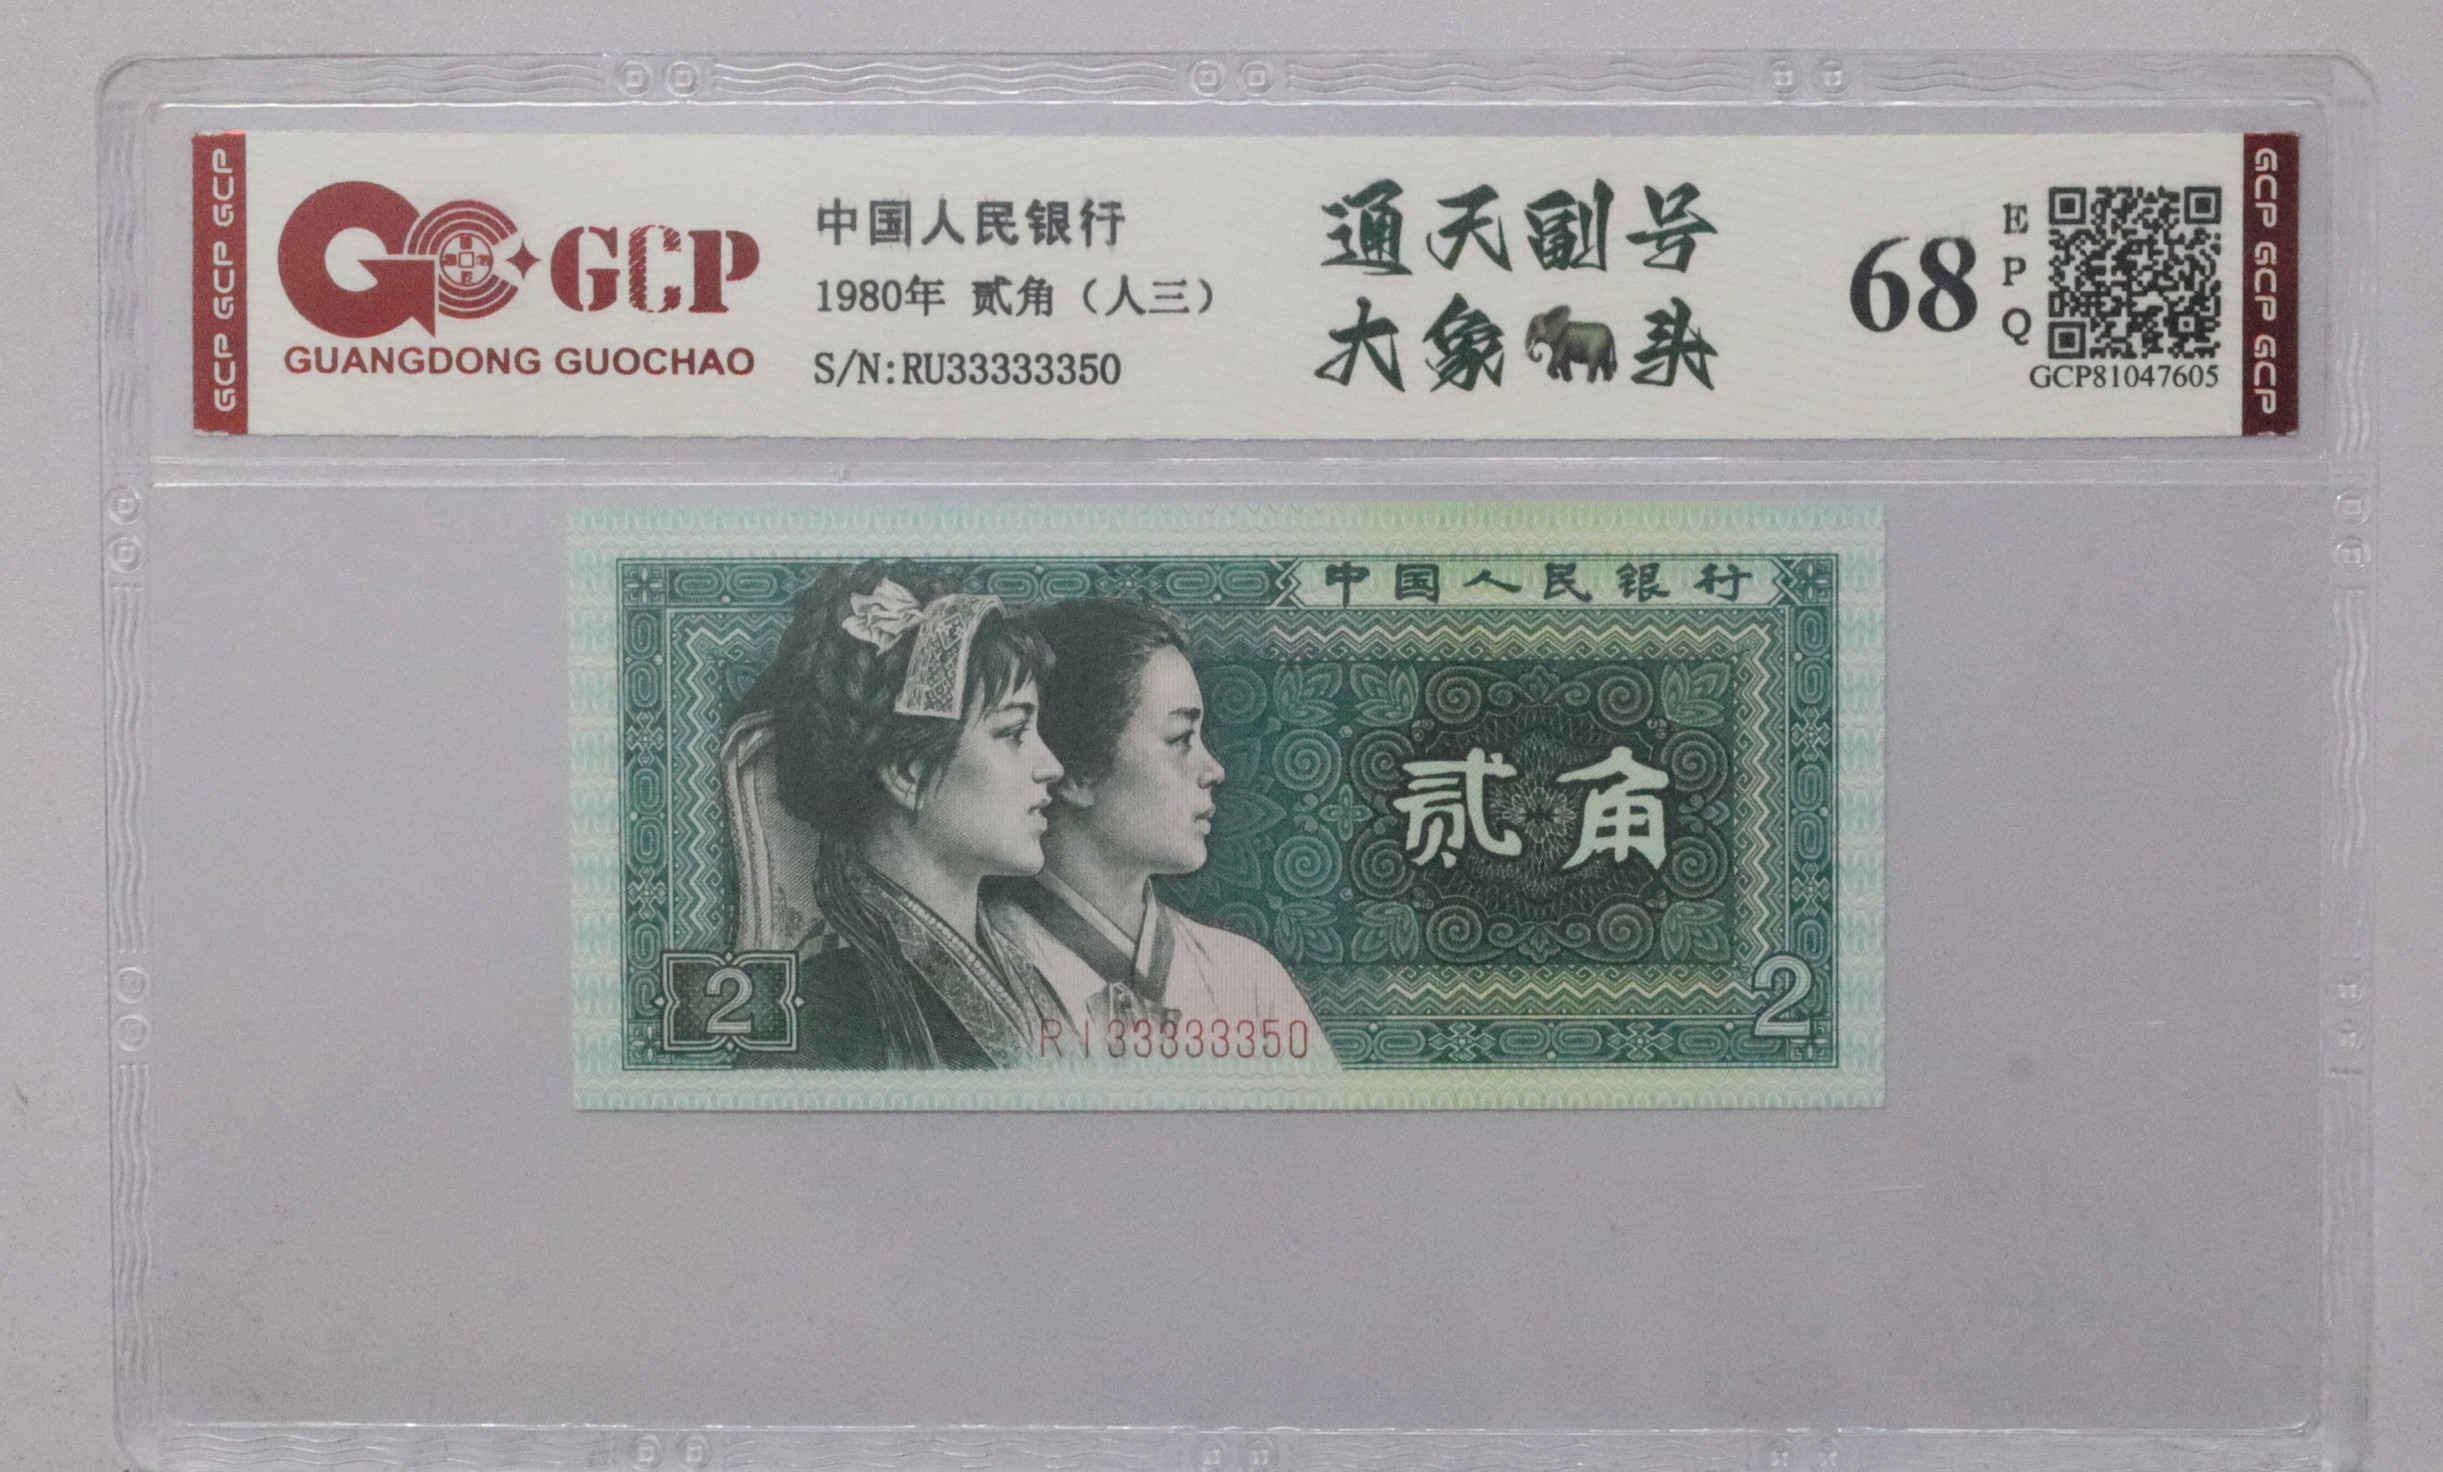 GCP GCP GCP
GCP
GUANGDONG GUOCHAO
中国人民银行
1980年 贰角（人三）
S/N:RU33333350
通天副号
大象🐘头
68
EPQ
GCP81047605
GCP GCP GCP
中国人民银行
贰角
2
2
RI33333350